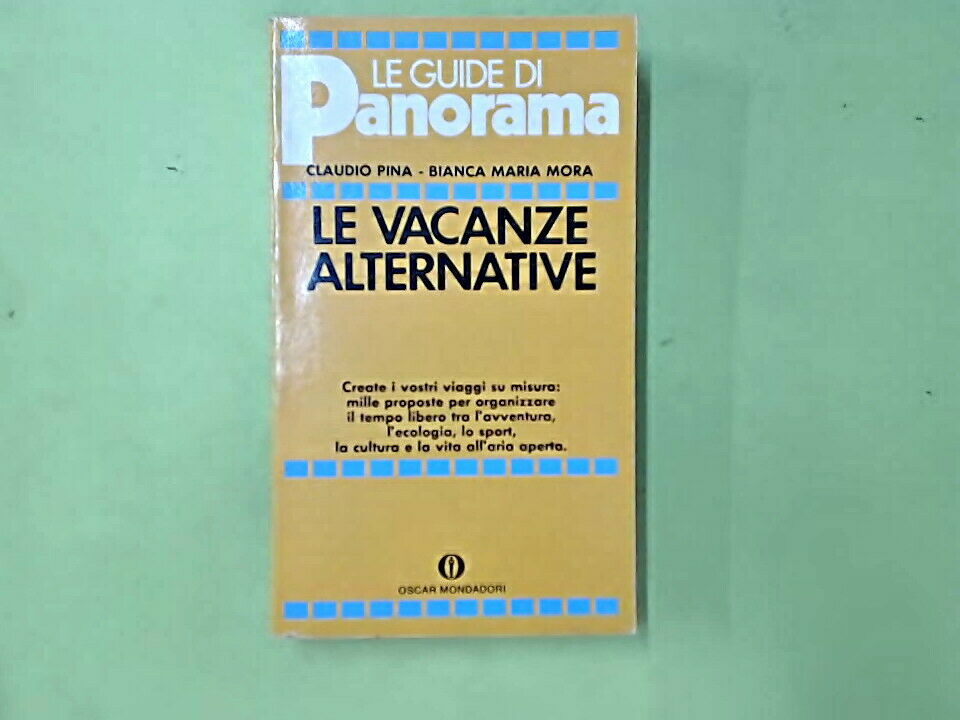 LE GUIDE DI
Panorama
CLAUDIO PINA - BIANCA MARIA MORA
LE VACANZE
ALTERNATIVE
Create i vostri viaggi su misura:
mille proposte per organizzare
il tempo libero tra l'avventura,
l'ecologia, lo sport,
la cultura e la vita all'aria aperta.
OSCAR MONDADORI